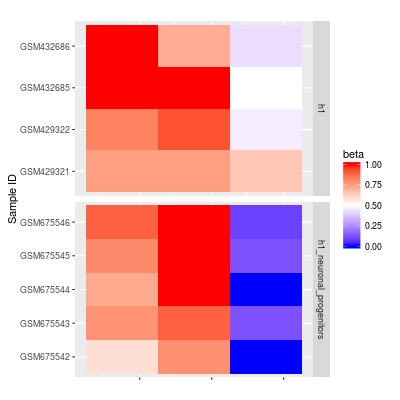 GSM432686
GSM432685
GSM429322
GSM429321
h1
GSM675546
GSM675545
GSM675544
GSM675543
GSM675542
h1_neuronal_progenitors
Sample ID
beta
1.00
0.75
0.50
0.25
0.00